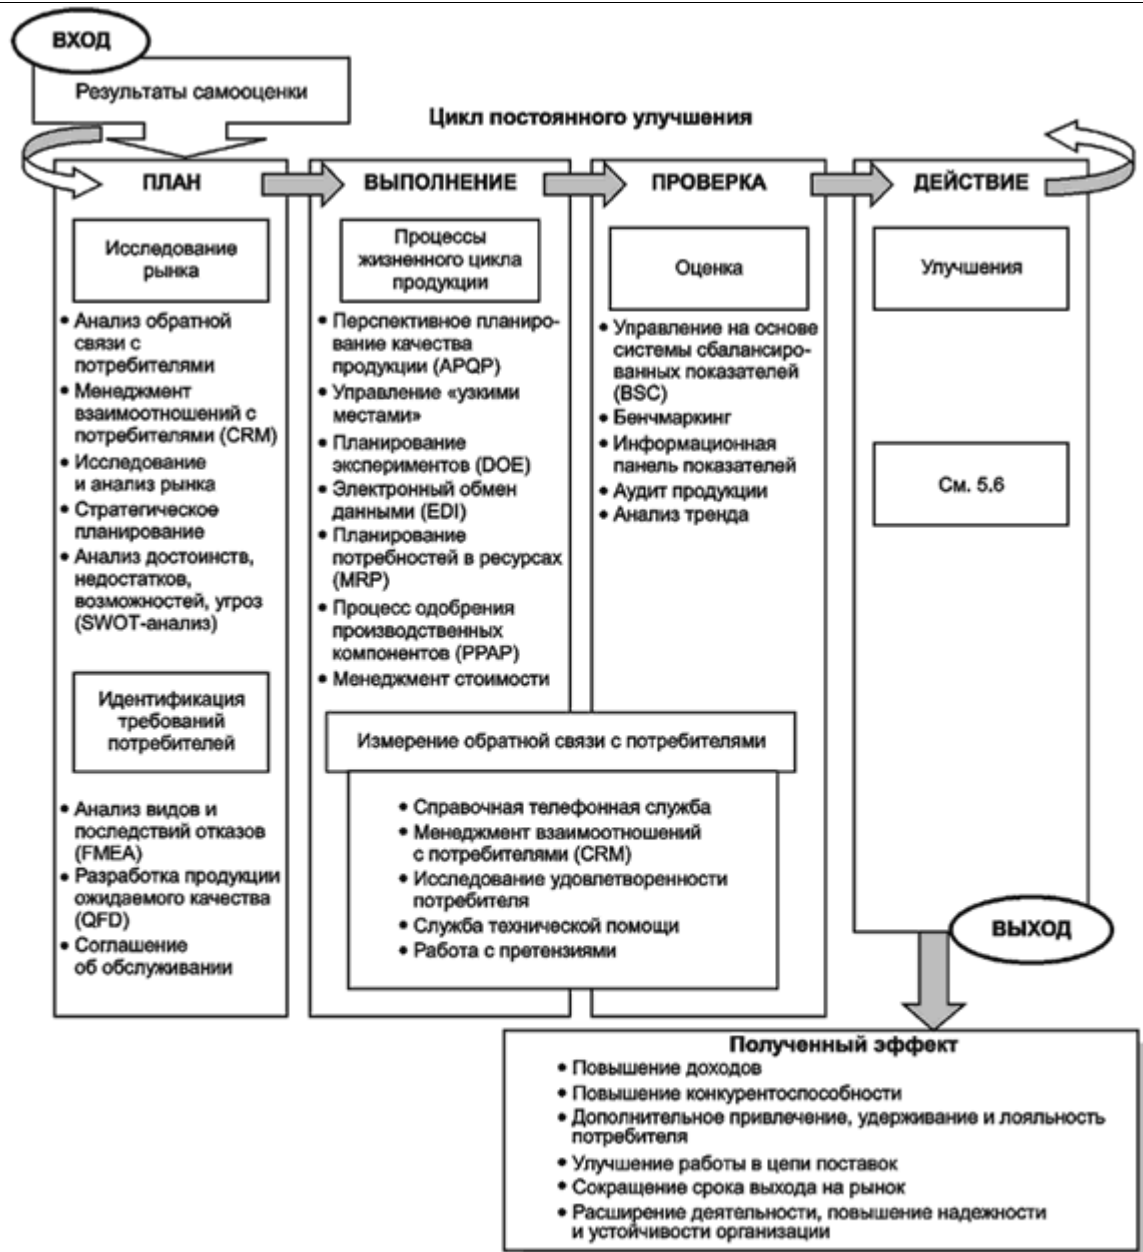 ВХОД
Результаты самооценки
Цикл постоянного улучшения
ПЛАН
Исследование
рынка
• Анализ обратной
связи с
потребителями
• Менеджмент
взаимоотношений с
потребителями (CRM)
• Исследование
и анализ рынка
• Стратегическое
планирование
• Анализ достоинств,
недостатков,
возможностей, угроз
(SWOT-анализ)
Идентификация
требований
потребителей
• Анализ видов и
последствий отказов
(FMEA)
• Разработка продукции
ожидаемого качества
(QFD)
• Соглашение
об обслуживании
ВЫПОЛНЕНИЕ
Процессы
жизненного цикла
продукции
• Перспективное планиро-
вание качества
продукции (APQP)
• Управление «узкими
местами»
• Планирование
экспериментов (DOE)
• Электронный обмен
данными (EDI)
• Планирование
потребностей в ресурсах
(MRP)
• Процесс одобрения
производственных
компонентов (PPAP)
• Менеджмент стоимости
ПРОВЕРКА
Оценка
• Управление на основе
системы сбалансиро-
ванных показателей
(BSC)
• Бенчмаркинг
• Информационная
панель показателей
• Аудит продукции
• Анализ тренда
Измерение обратной связи с потребителями
• Справочная телефонная служба
• Менеджмент взаимоотношений
с потребителями (CRM)
• Исследование удовлетворенности
потребителя
• Служба технической помощи
• Работа с претензиями
ДЕЙСТВИЕ
Улучшения
См. 5.6
ВЫХОД
Полученный эффект
• Повышение доходов
• Повышение конкурентоспособности
• Дополнительное привлечение, удерживание и лояльность
потребителя
• Улучшение работы в цепи поставок
• Сокращение срока выхода на рынок
• Расширение деятельности, повышение надежности
и устойчивости организации